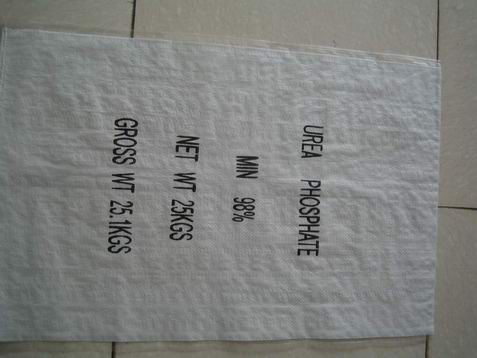 UREA PHOSPHATE
MIN 98%
NET WT 25KGS
GROSS WT 25.1KGS